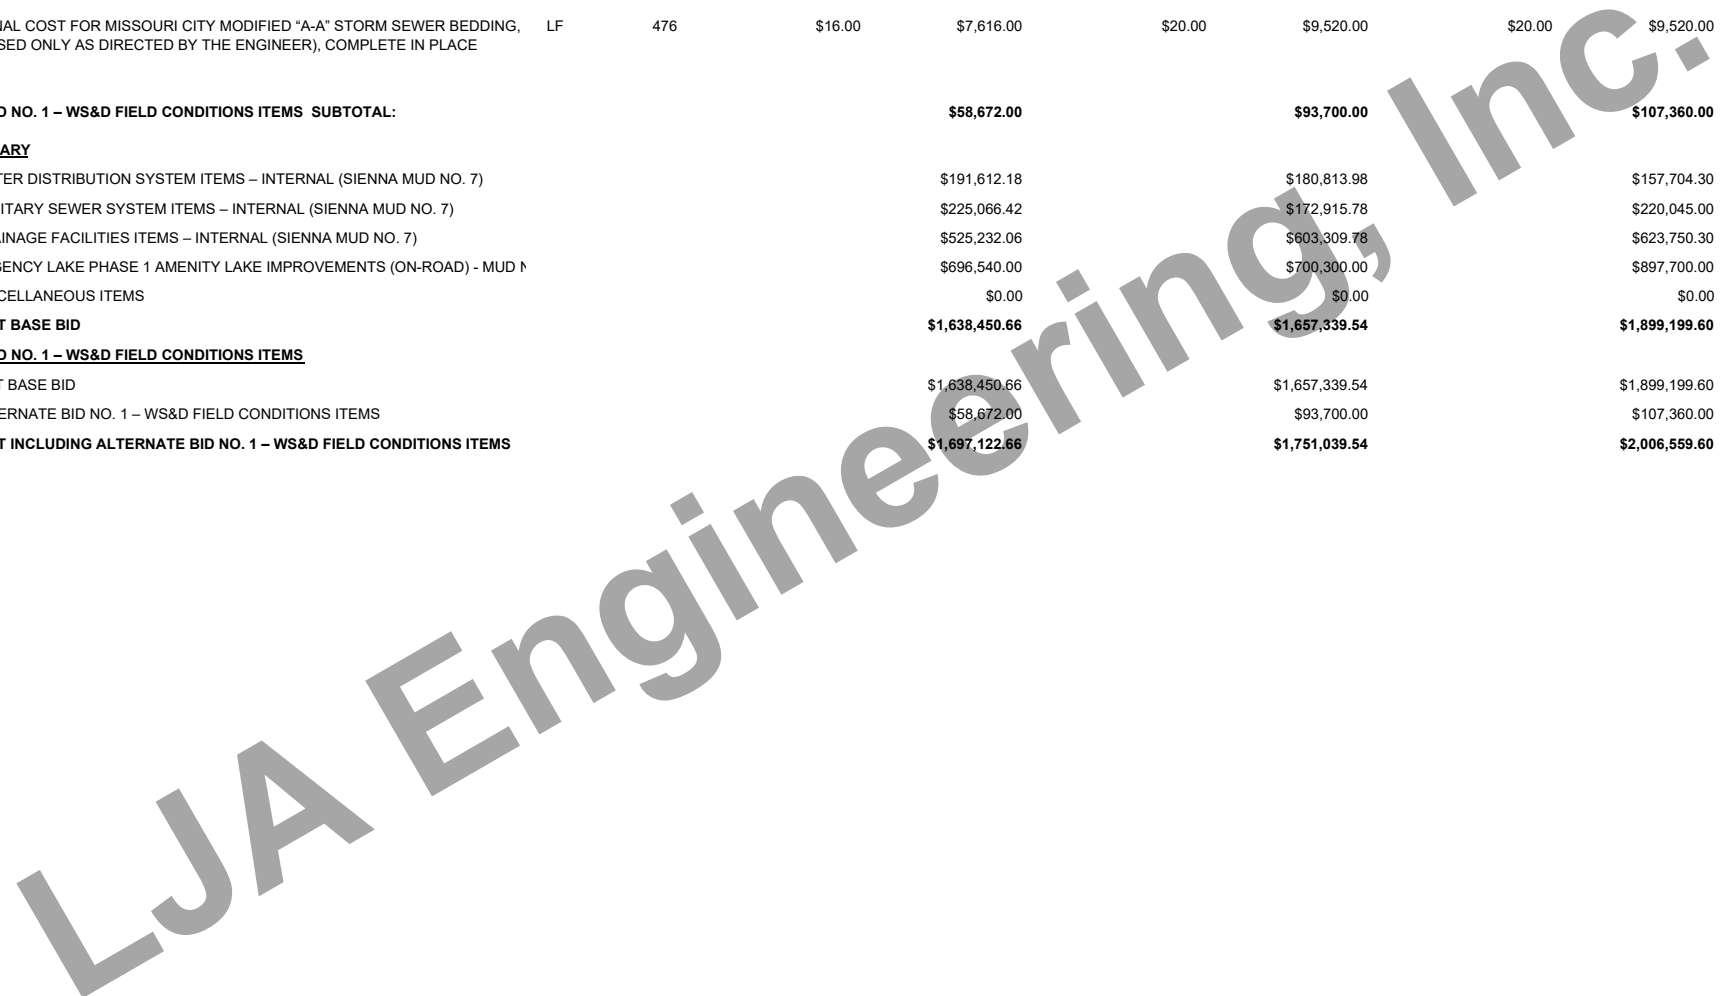 NAL COST FOR MISSOURI CITY MODIFIED “A-A” STORM SEWER BEDDING, LF 476 $16.00 $7,616.00 $20.00 $9,520.00 $20.00 $9,520.00
SED ONLY AS DIRECTED BY THE ENGINEER), COMPLETE IN PLACE
D NO. 1 – WS&D FIELD CONDITIONS ITEMS SUBTOTAL: $58,672.00 $93,700.00 $107,360.00
ARY
TER DISTRIBUTION SYSTEM ITEMS – INTERNAL (SIENNA MUD NO. 7) $191,612.18 $180,813.98 $157,704.30
ITARY SEWER SYSTEM ITEMS – INTERNAL (SIENNA MUD NO. 7) $225,066.42 $172,915.78 $220,045.00
AINAGE FACILITIES ITEMS – INTERNAL (SIENNA MUD NO. 7) $525,232.06 $603,309.78 $623,750.30
GENCY LAKE PHASE 1 AMENITY LAKE IMPROVEMENTS (ON-ROAD) - MUD N $696,540.00 $700,300.00 $897,700.00
CELLANEOUS ITEMS $0.00 $0.00 $0.00
T BASE BID $1,638,450.66 $1,657,339.54 $1,899,199.60
D NO. 1 – WS&D FIELD CONDITIONS ITEMS
T BASE BID $1,638,450.66 $1,657,339.54 $1,899,199.60
ERNATE BID NO. 1 – WS&D FIELD CONDITIONS ITEMS $58,672.00 $93,700.00 $107,360.00
T INCLUDING ALTERNATE BID NO. 1 – WS&D FIELD CONDITIONS ITEMS $1,697,122.66 $1,751,039.54 $2,006,559.60
LJA Engineering, Inc.